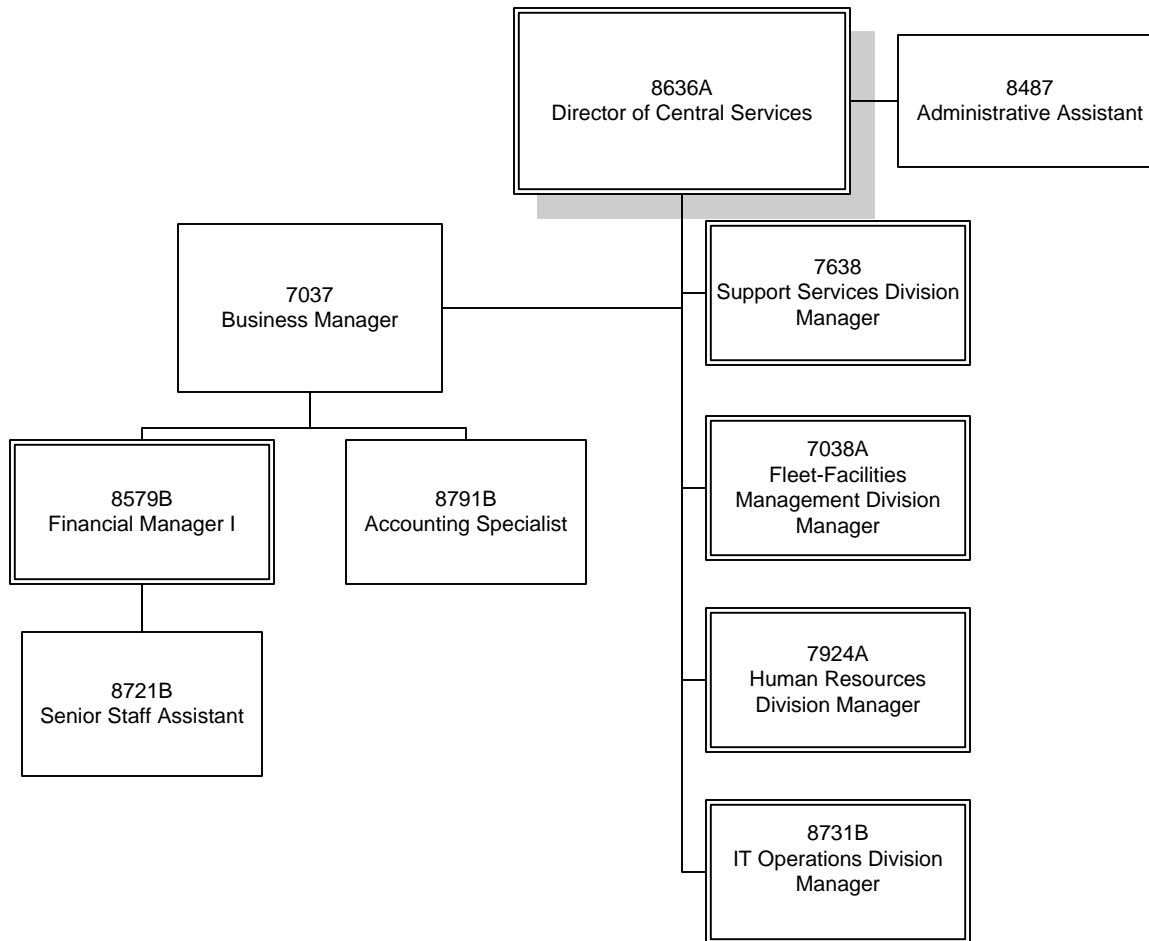 8636A
Director of Central Services
8487
Administrative Assistant
7037
Business Manager
7638
Support Services Division
Manager
8579B
Financial Manager I
8791B
Accounting Specialist
7038A
Fleet-Facilities
Management Division
Manager
8721B
Senior Staff Assistant
7924A
Human Resources
Division Manager
8731B
IT Operations Division
Manager